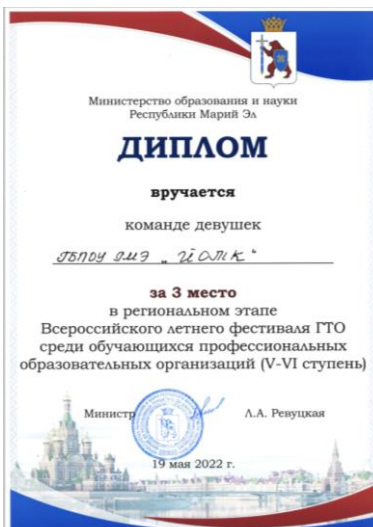 Министерство образования и науки
Республики Марий Эл
ДИПЛОМ
вручается
команде девушек
ГБПОУ РМЭ „ЙОМК“
за 3 место
в региональном этапе
Всероссийского летнего фестиваля ГТО
среди обучающихся профессиональных
образовательных организаций (V-VI ступень)
Министр Л.А. Ревуцкая
19 мая 2022 г.